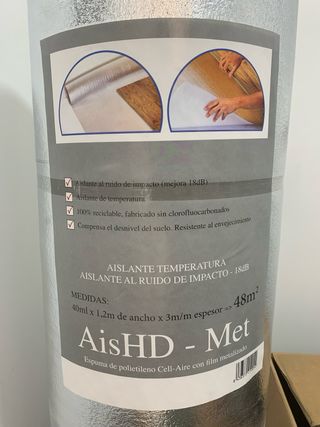 Aislante al ruido de impacto (mejora 18dB)
Aislante de temperatura
100% reciclable, fabricado sin clorofluocarbonados
Compensa el desnivel del suelo. Resistente al envejecimiento
AISLANTE TEMPERATURA
AISLANTE AL RUIDO DE IMPACTO - 18dB
MEDIDAS:
40ml x 1,2m de ancho x 3m/m espesor => 48m²
AisHD - Met
Espuma de polietileno Cell-Aire con film metalizado